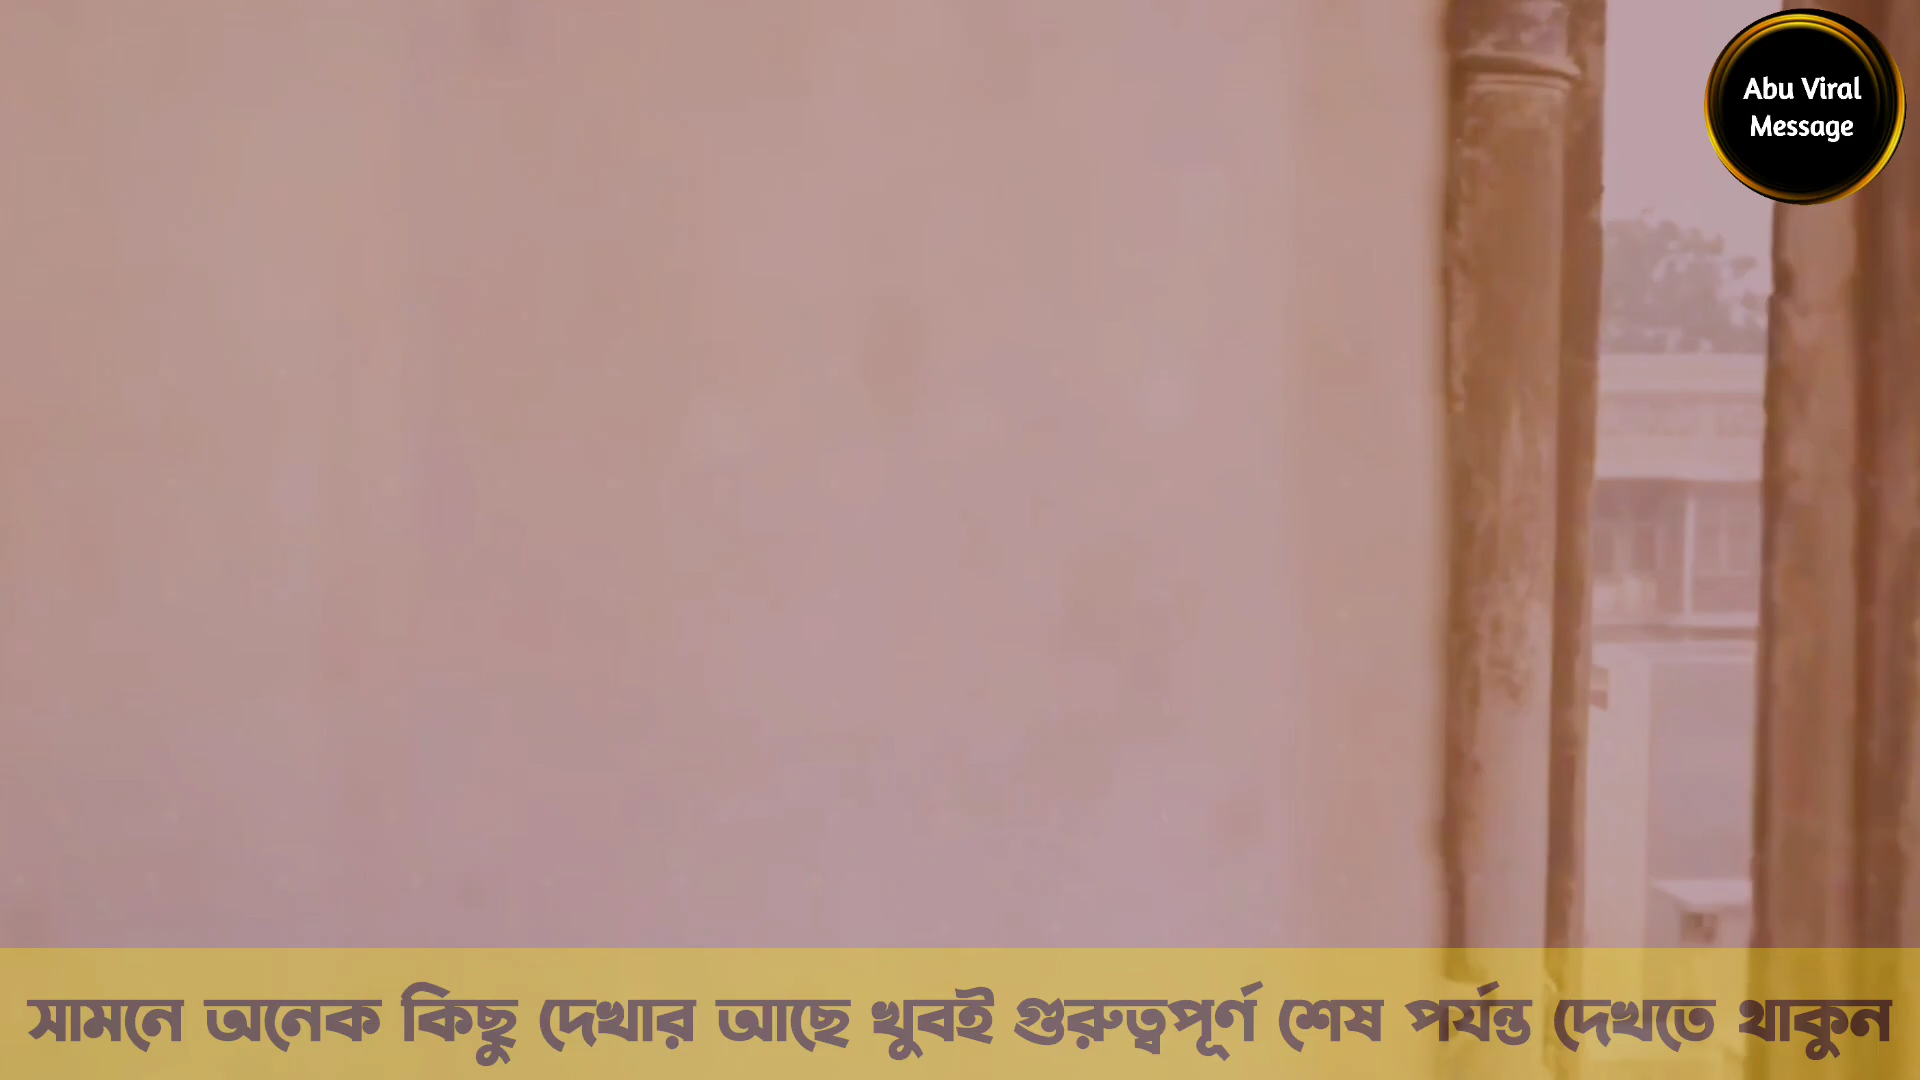 Abu Viral
Message
সামনে অনেক কিছু দেখার আছে খুবই গুরুত্বপূর্ণ শেষ পর্যন্ত দেখতে থাকুন